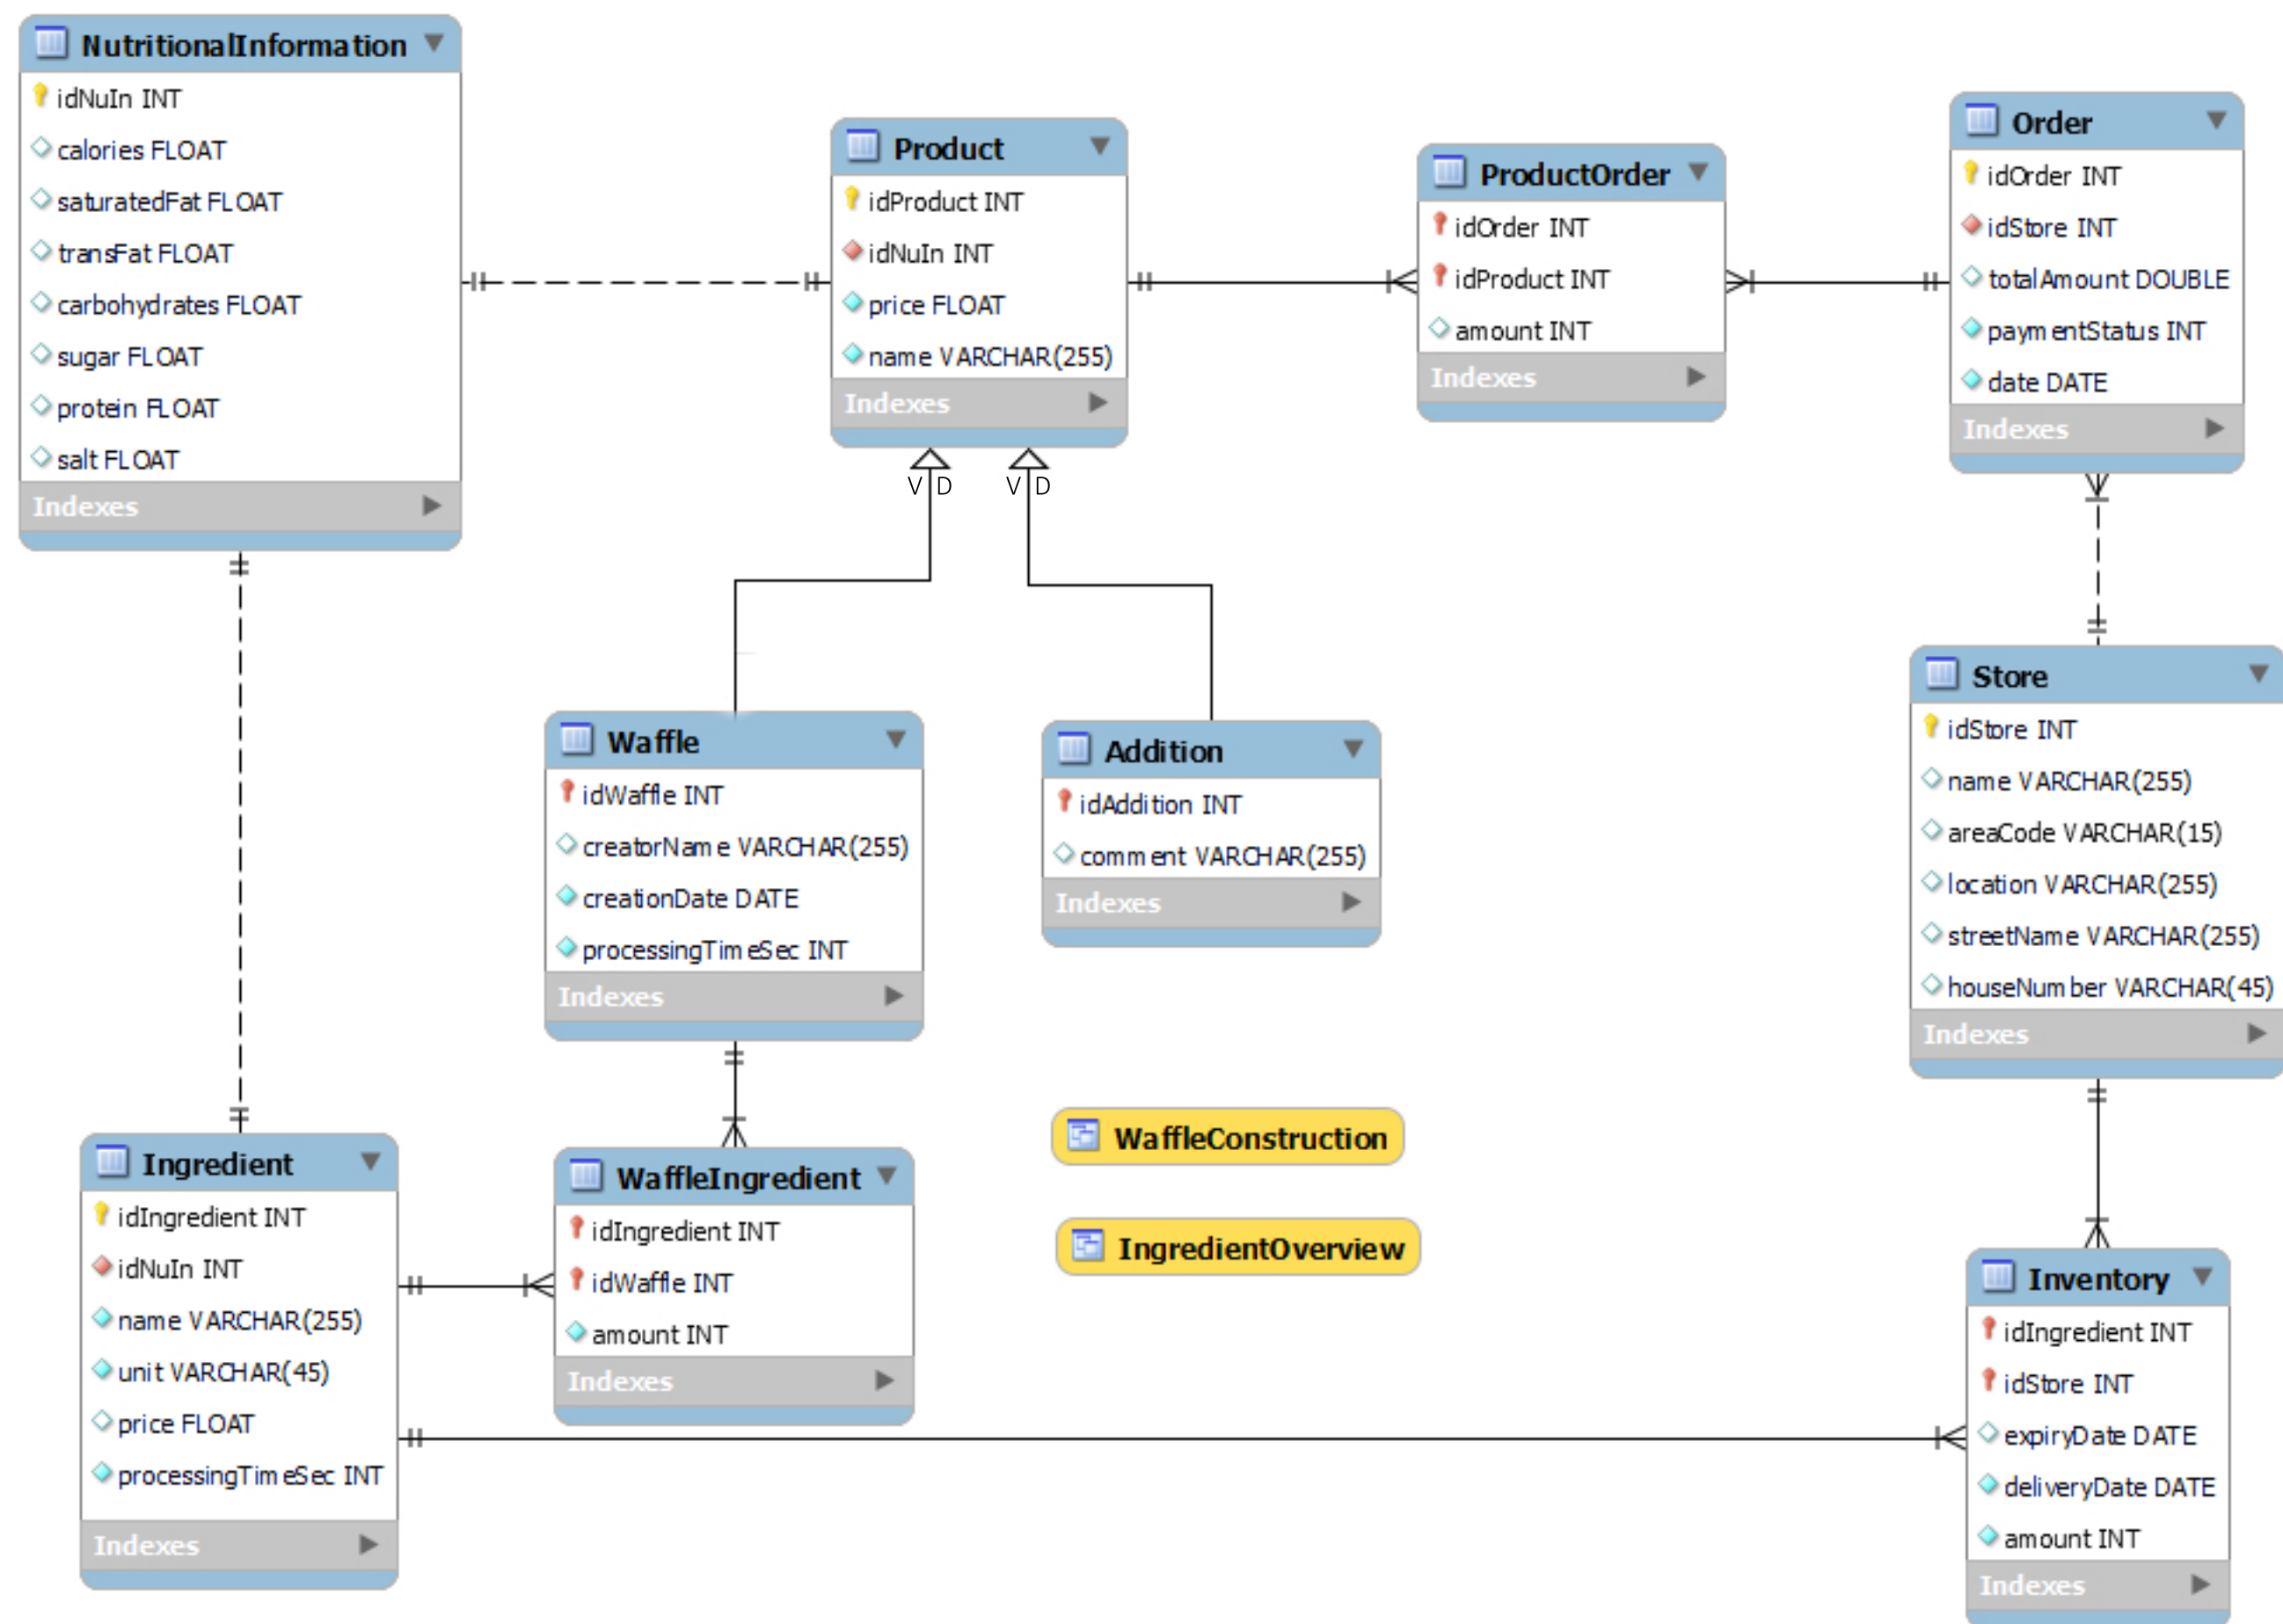 NutritionalInformation
idNuIn INT
calories FLOAT
saturatedFat FLOAT
transFat FLOAT
carbohydrates FLOAT
sugar FLOAT
protein FLOAT
salt FLOAT
Indexes
Product
idProduct INT
idNuIn INT
price FLOAT
name VARCHAR(255)
Indexes
ProductOrder
idOrder INT
idProduct INT
amount INT
Indexes
Order
idOrder INT
idStore INT
totalAmount DOUBLE
paymentStatus INT
date DATE
Indexes
V D
V D
Waffle
idWaffle INT
creatorName VARCHAR(255)
creationDate DATE
processingTimeSec INT
Indexes
Addition
idAddition INT
comment VARCHAR(255)
Indexes
Store
idStore INT
name VARCHAR(255)
areaCode VARCHAR(15)
location VARCHAR(255)
streetName VARCHAR(255)
houseNumber VARCHAR(45)
Indexes
Ingredient
idIngredient INT
idNuIn INT
name VARCHAR(255)
unit VARCHAR(45)
price FLOAT
processingTimeSec INT
Indexes
WaffleIngredient
idIngredient INT
idWaffle INT
amount INT
Indexes
WaffleConstruction
IngredientOverview
Inventory
idIngredient INT
idStore INT
expiryDate DATE
deliveryDate DATE
amount INT
Indexes